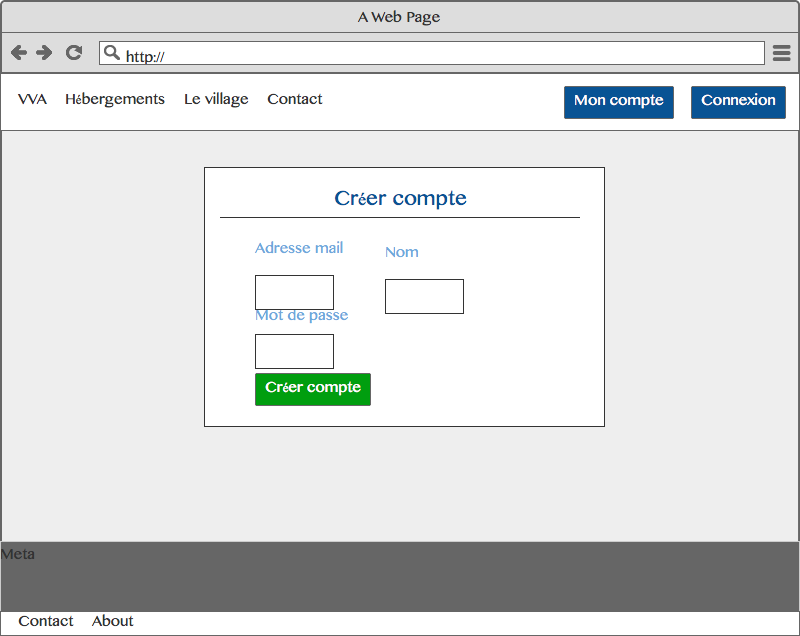 A Web Page
http://
VVA Hébergements Le village Contact Mon compte Connexion
Créer compte
Adresse mail Nom
Mot de passe
Créer compte
Meta
Contact About